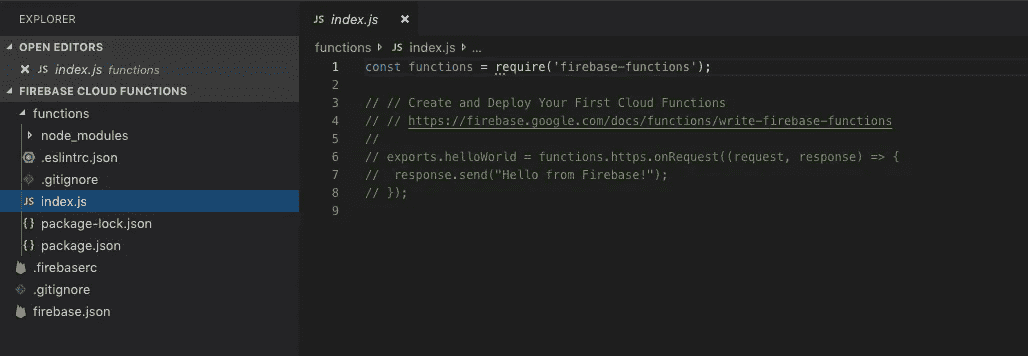 EXPLORER
OPEN EDITORS
JS index.js functions
FIREBASE CLOUD FUNCTIONS
functions
node_modules
.eslintrc.json
.gitignore
JS index.js
{} package-lock.json
{} package.json
.firebaserc
.gitignore
firebase.json
JS index.js
functions JS index.js ...
1 const functions = require('firebase-functions');
2
3 // // Create and Deploy Your First Cloud Functions
4 // // https://firebase.google.com/docs/functions/write-firebase-functions
5 //
6 // exports.helloWorld = functions.https.onRequest((request, response) => {
7 //  response.send("Hello from Firebase!");
8 // });
9